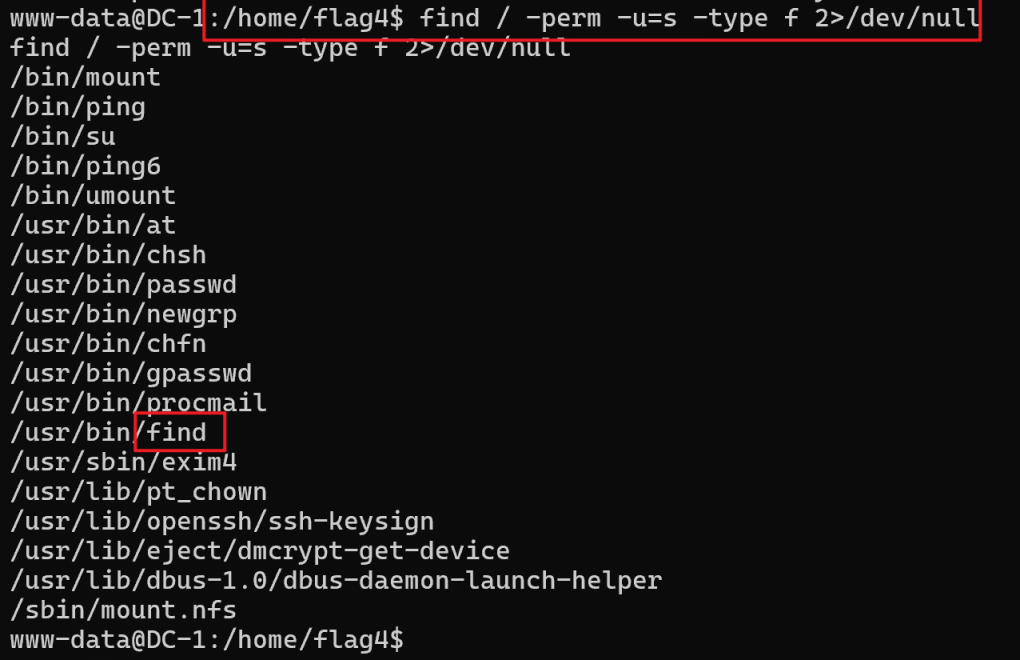 www-data@DC-1:/home/flag4$ find / -perm -u=s -type f 2>/dev/null
find / -perm -u=s -type f 2>/dev/null
/bin/mount
/bin/ping
/bin/su
/bin/ping6
/bin/umount
/usr/bin/at
/usr/bin/chsh
/usr/bin/passwd
/usr/bin/newgrp
/usr/bin/chfn
/usr/bin/gpasswd
/usr/bin/procmail
/usr/bin/find
/usr/sbin/exim4
/usr/lib/pt_chown
/usr/lib/openssh/ssh-keysign
/usr/lib/eject/dmcrypt-get-device
/usr/lib/dbus-1.0/dbus-daemon-launch-helper
/sbin/mount.nfs
www-data@DC-1:/home/flag4$